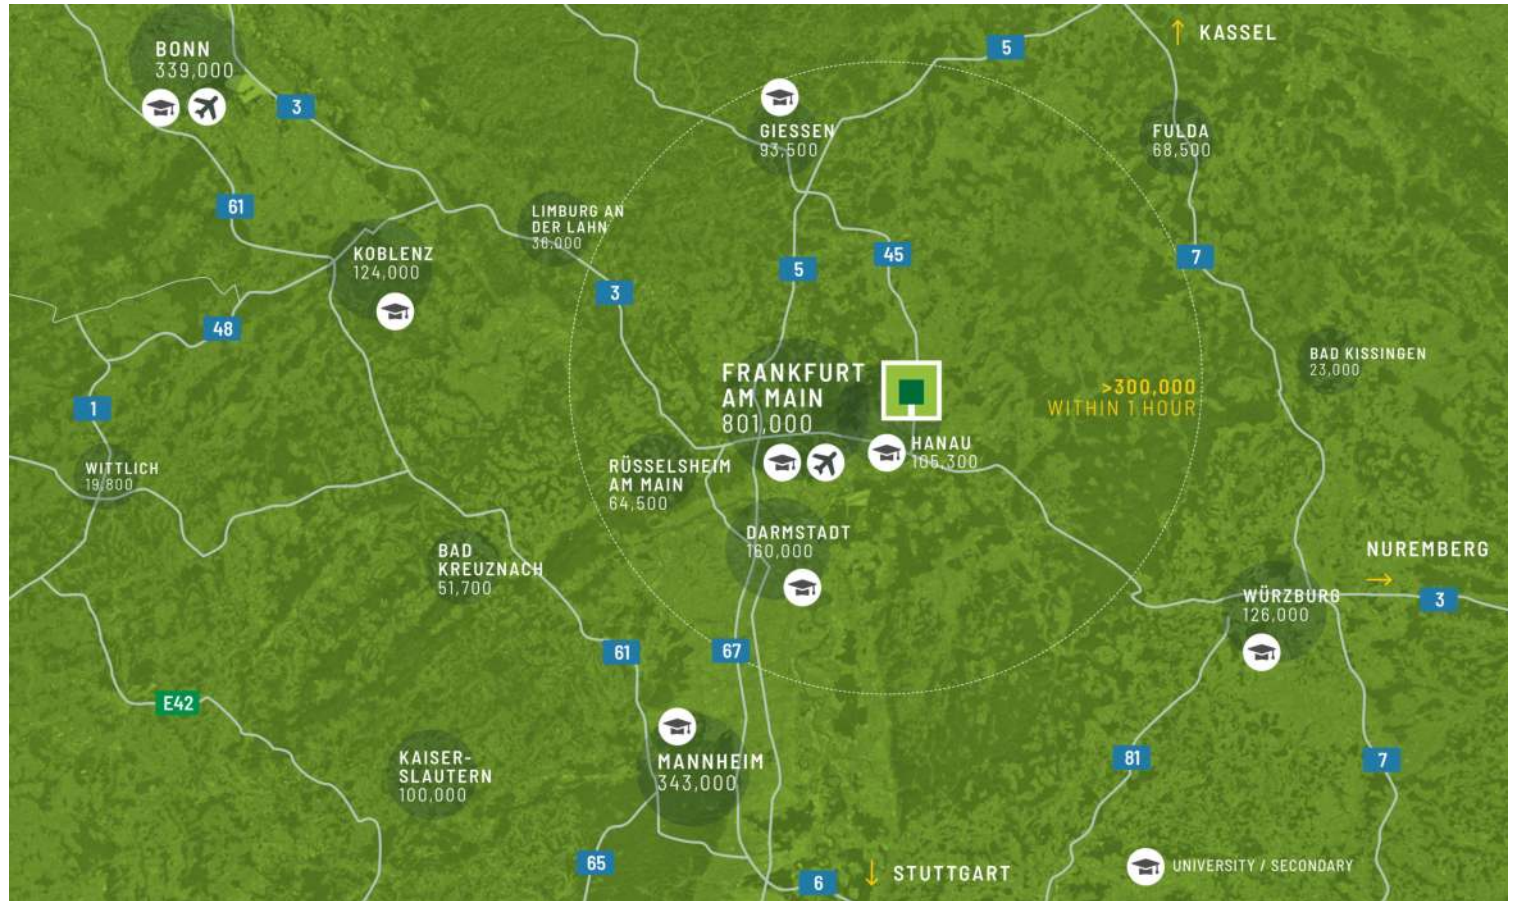 KASSEL
BONN
339,000
5
3
GIESSEN
93,500
FULDA
68,500
61
LIMBURG AN
DER LAHN
36,000
KOBLENZ
124,000
5
45
7
3
48
BAD KISSINGEN
23,000
FRANKFURT
AM MAIN
801,000
>300,000
WITHIN 1 HOUR
1
HANAU
105,300
WITTLICH
19,800
RÜSSELSHEIM
AM MAIN
64,500
DARMSTADT
160,000
NUREMBERG
BAD
KREUZNACH
51,700
WÜRZBURG
126,000
3
61
67
E42
MANNHEIM
343,000
KAISER-
SLAUTERN
100,000
81
7
65
6
STUTTGART
UNIVERSITY / SECONDARY